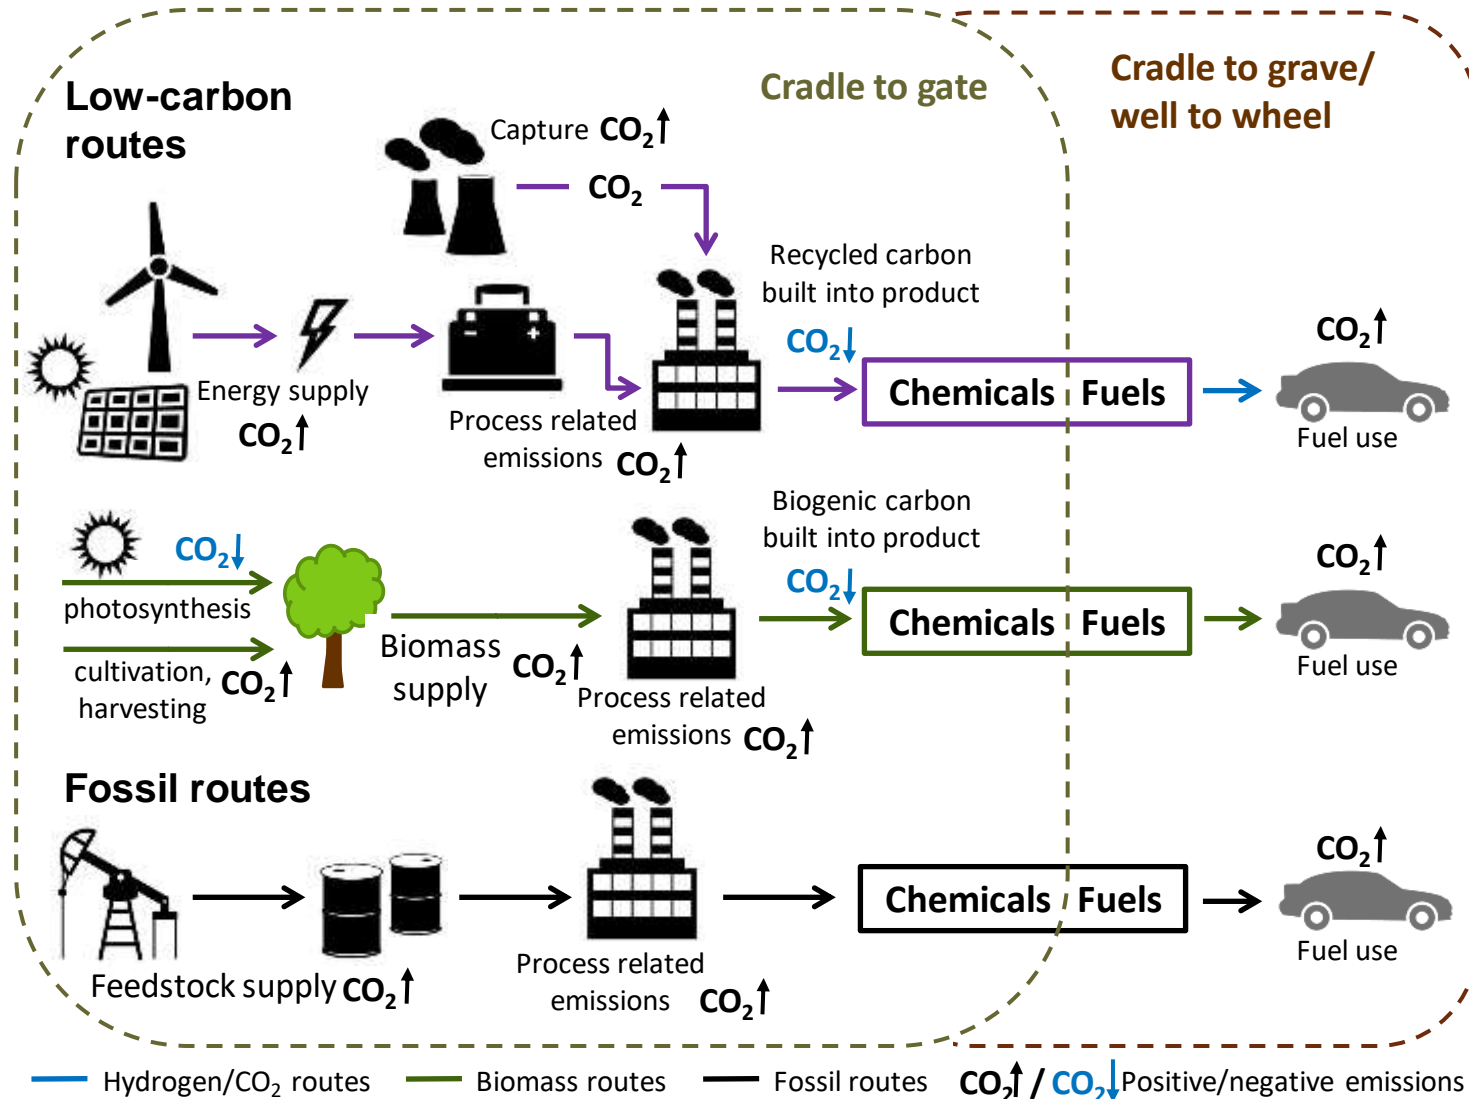 Low-carbon
routes
Cradle to gate
Cradle to grave/
well to wheel
Capture CO₂
CO₂
Recycled carbon
built into product
CO₂
CO₂
Energy supply
CO₂
Process related
emissions CO₂
Chemicals Fuels
Fuel use
Biogenic carbon
built into product
CO₂
CO₂
photosynthesis
CO₂
cultivation,
harvesting
CO₂
Biomass
supply
CO₂
Process related
emissions CO₂
Chemicals Fuels
Fuel use
Fossil routes
CO₂
Feedstock supply CO₂
Process related
emissions CO₂
Chemicals Fuels
Fuel use
Hydrogen/CO₂ routes
Biomass routes
Fossil routes
CO₂ / CO₂ Positive/negative emissions